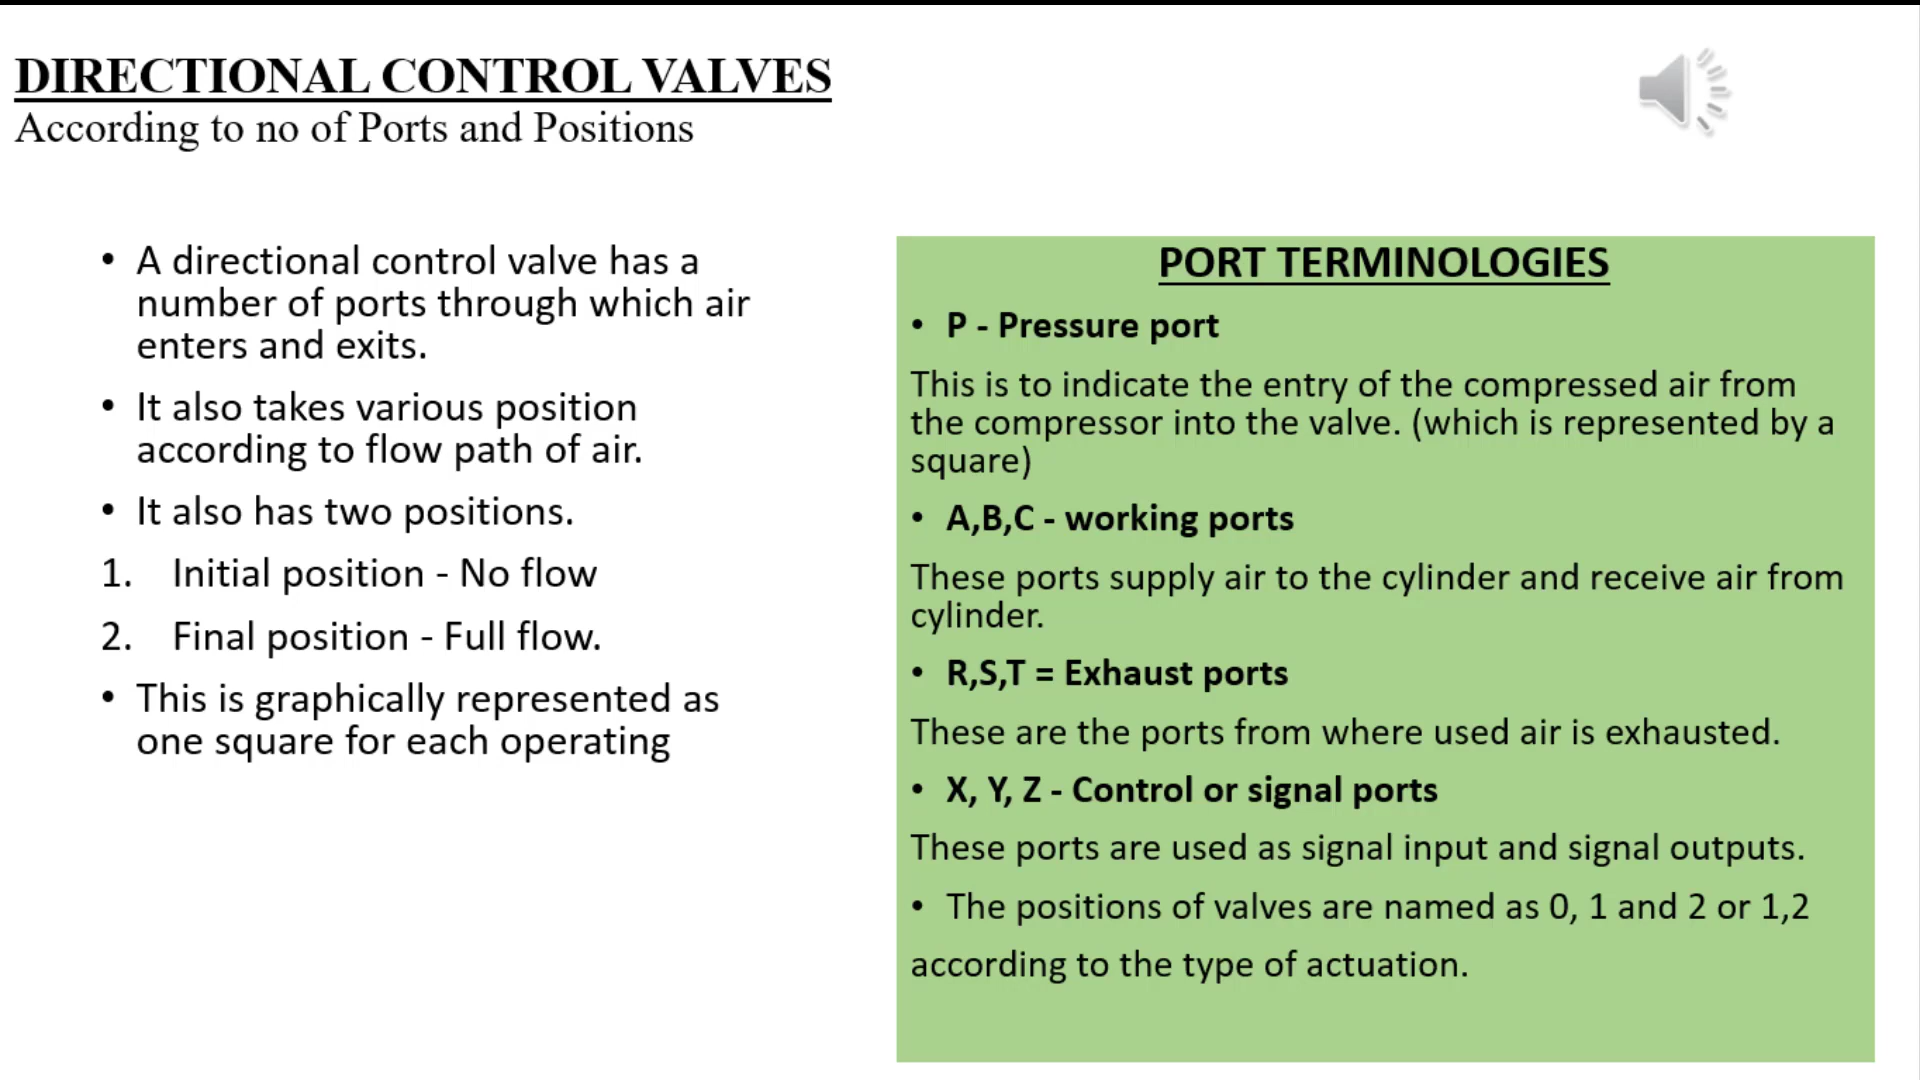 DIRECTIONAL CONTROL VALVES
According to no of Ports and Positions
• A directional control valve has a
number of ports through which air
enters and exits.
• It also takes various position
according to flow path of air.
• It also has two positions.
1. Initial position - No flow
2. Final position - Full flow.
• This is graphically represented as
one square for each operating
PORT TERMINOLOGIES
• P - Pressure port
This is to indicate the entry of the compressed air from
the compressor into the valve. (which is represented by a
square)
• A,B,C - working ports
These ports supply air to the cylinder and receive air from
cylinder.
• R,S,T = Exhaust ports
These are the ports from where used air is exhausted.
• X, Y, Z - Control or signal ports
These ports are used as signal input and signal outputs.
• The positions of valves are named as 0, 1 and 2 or 1,2
according to the type of actuation.